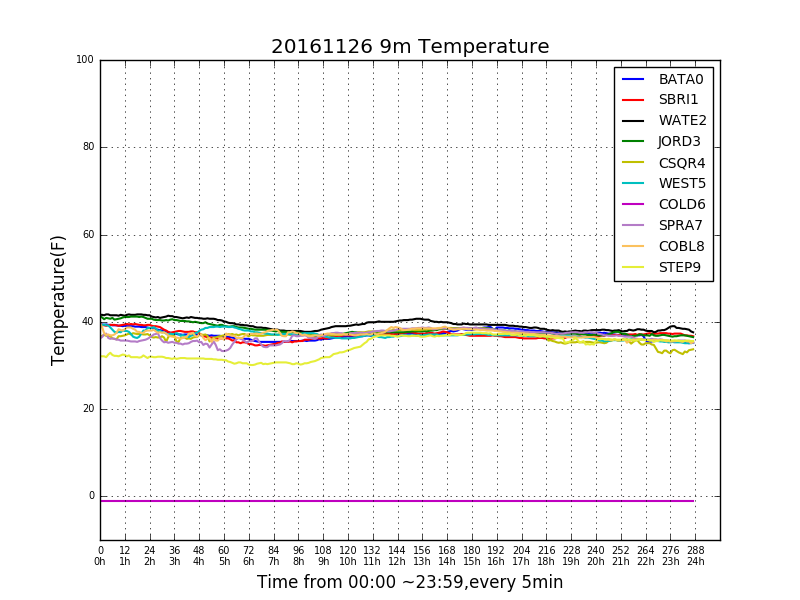 20161126 9m Temperature
100
80
60
40
20
0
Temperature(F)
BATA0
SBRI1
WATE2
JORD3
CSQR4
WEST5
COLD6
SPRA7
COBL8
STEP9
0 12 24 36 48 60 72 84 96 108 120 132 144 156 168 180 192 204 216 228 240 252 264 276 288
0h 1h 2h 3h 4h 5h 6h 7h 8h 9h 10h 11h 12h 13h 14h 15h 16h 17h 18h 19h 20h 21h 22h 23h 24h
Time from 00:00 ~23:59,every 5min